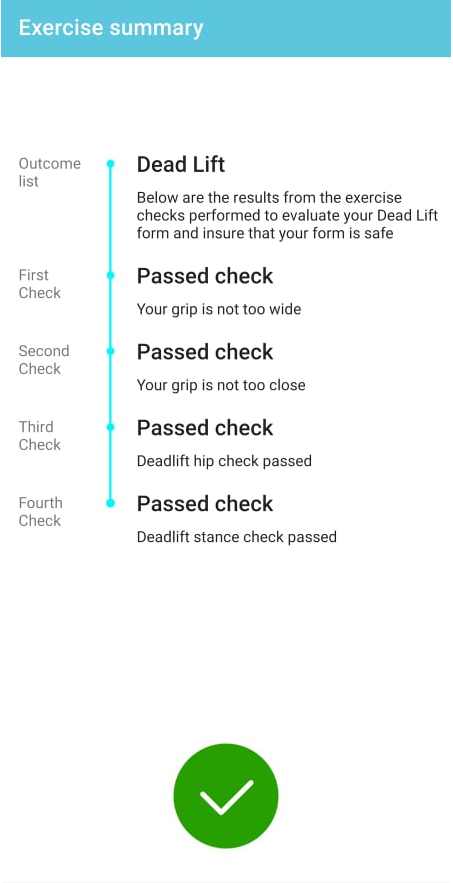 Exercise summary
Outcome
list
Dead Lift
Below are the results from the exercise
checks performed to evaluate your Dead Lift
form and insure that your form is safe
First
Check
Passed check
Your grip is not too wide
Second
Check
Passed check
Your grip is not too close
Third
Check
Passed check
Deadlift hip check passed
Fourth
Check
Passed check
Deadlift stance check passed